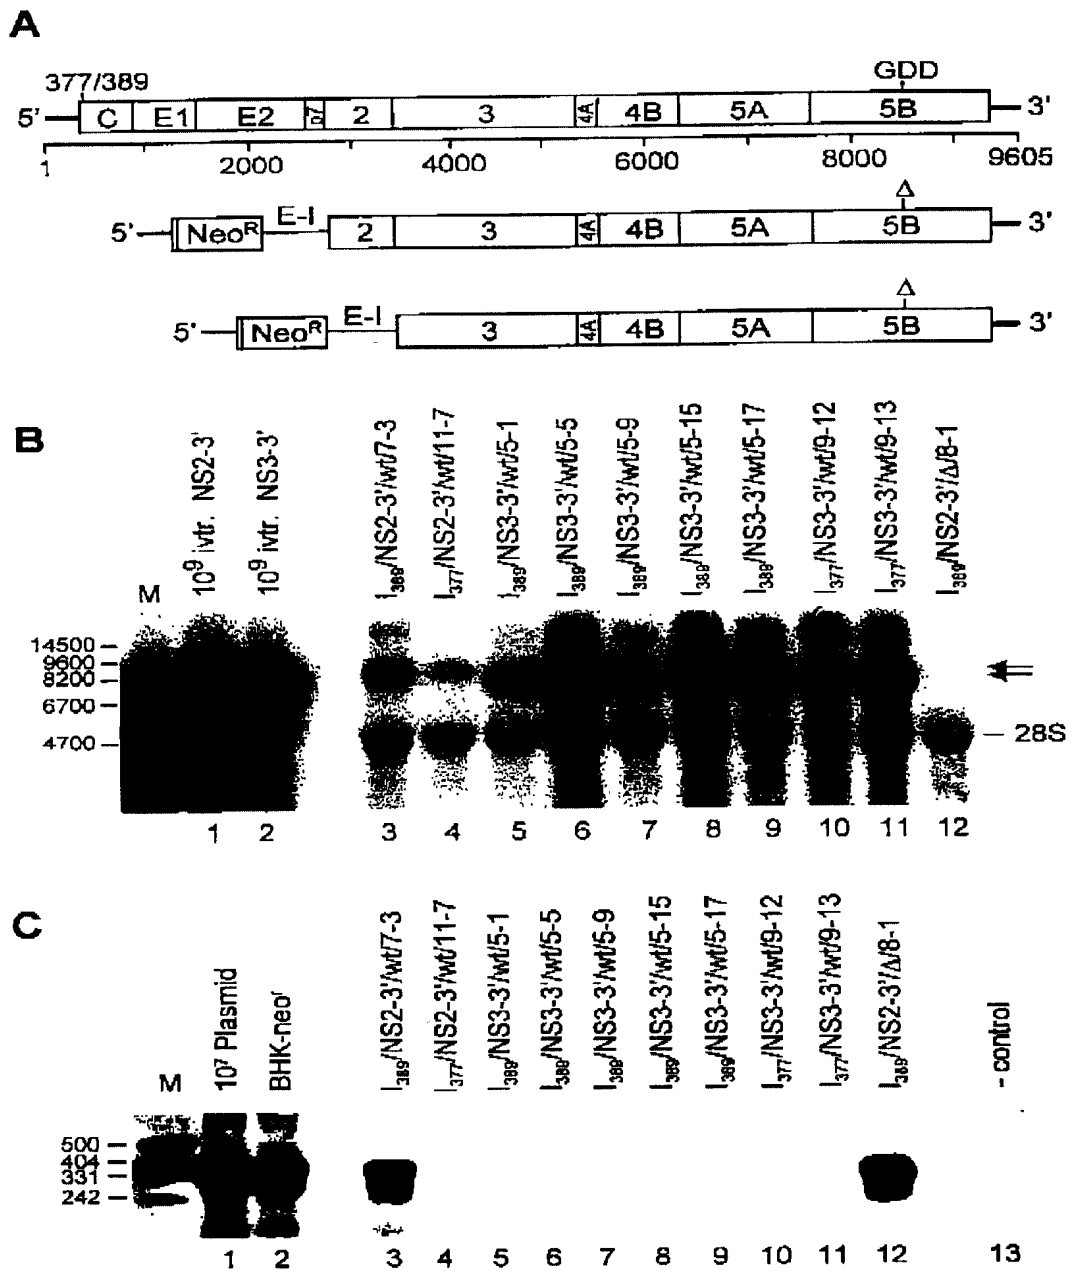 A
377/389
GDD
5' C E1 E2 p7 2 3 4A 4B 5A 5B 3'
1 2000 4000 6000 8000 9605
Δ
5' Neo^R E-I 2 3 4A 4B 5A 5B 3'
Δ
5' Neo^R E-I 3 4A 4B 5A 5B 3'
B
M
10⁹ ivtr. NS2-3'
10⁹ ivtr. NS3-3'
I₃₈₉/NS2-3'/wt/7-3
I₃₇₇/NS2-3'/wt/11-7
I₃₈₉/NS3-3'/wt/5-1
I₃₈₉/NS3-3'/wt/5-5
I₃₈₉/NS3-3'/wt/5-9
I₃₈₉/NS3-3'/wt/5-15
I₃₈₉/NS3-3'/wt/5-17
I₃₇₇/NS3-3'/wt/9-12
I₃₇₇/NS3-3'/wt/9-13
I₃₈₉/NS2-3'/Δ/8-1
14500
9600
8200
6700
4700
28S
1 2 3 4 5 6 7 8 9 10 11 12
C
M
10⁷ Plasmid
BHK-neoʳ
I₃₈₉/NS2-3'/wt/7-3
I₃₇₇/NS2-3'/wt/11-7
I₃₈₉/NS3-3'/wt/5-1
I₃₈₉/NS3-3'/wt/5-5
I₃₈₉/NS3-3'/wt/5-9
I₃₈₉/NS3-3'/wt/5-15
I₃₈₉/NS3-3'/wt/5-17
I₃₇₇/NS3-3'/wt/9-12
I₃₇₇/NS3-3'/wt/9-13
I₃₈₉/NS2-3'/Δ/8-1
- control
500
404
331
242
1 2 3 4 5 6 7 8 9 10 11 12 13